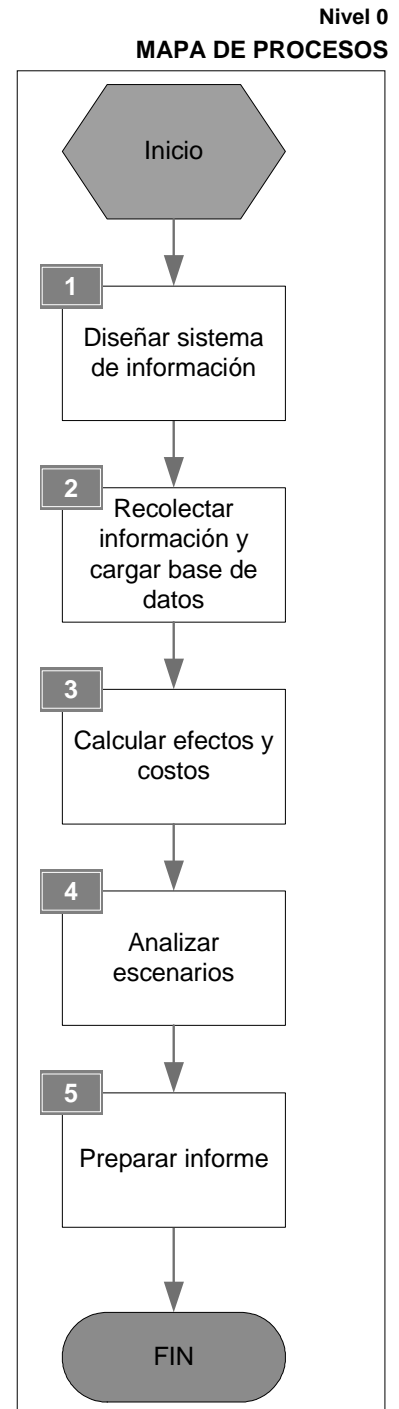 Nivel 0
MAPA DE PROCESOS
Inicio
1
Diseñar sistema
de información
2
Recolectar
información y
cargar base de
datos
3
Calcular efectos y
costos
4
Analizar
escenarios
5
Preparar informe
FIN